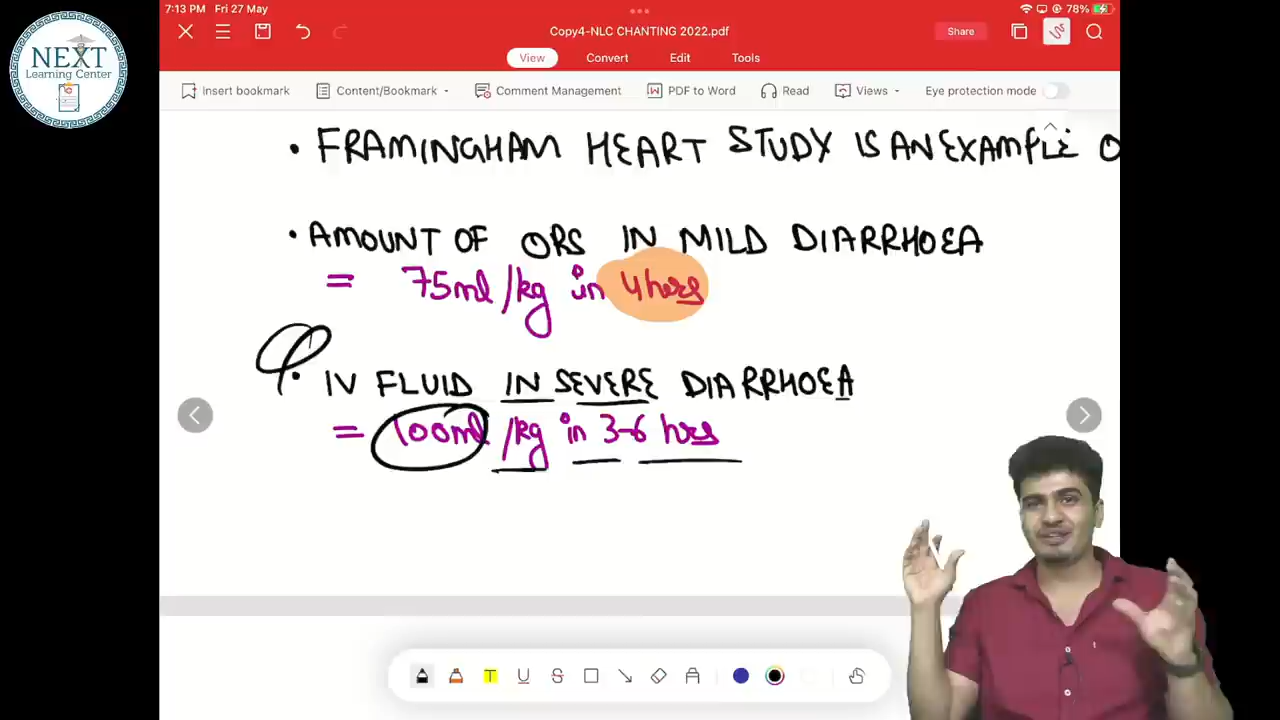 7:13 PM Fri 27 May
78%
NEXT
Learning Center
Copy4-NLC CHANTING 2022.pdf
Share
View Convert Edit Tools
Insert bookmark Content/Bookmark Comment Management PDF to Word Read Views Eye protection mode
• FRAMINGHAM HEART STUDY IS AN EXAMPLE O
• AMOUNT OF ORS IN MILD DIARRHOEA
= 75ml/kg in 4 hrs
• IV FLUID IN SEVERE DIARRHOEA
= 100ml/kg in 3-6 hrs
T U S